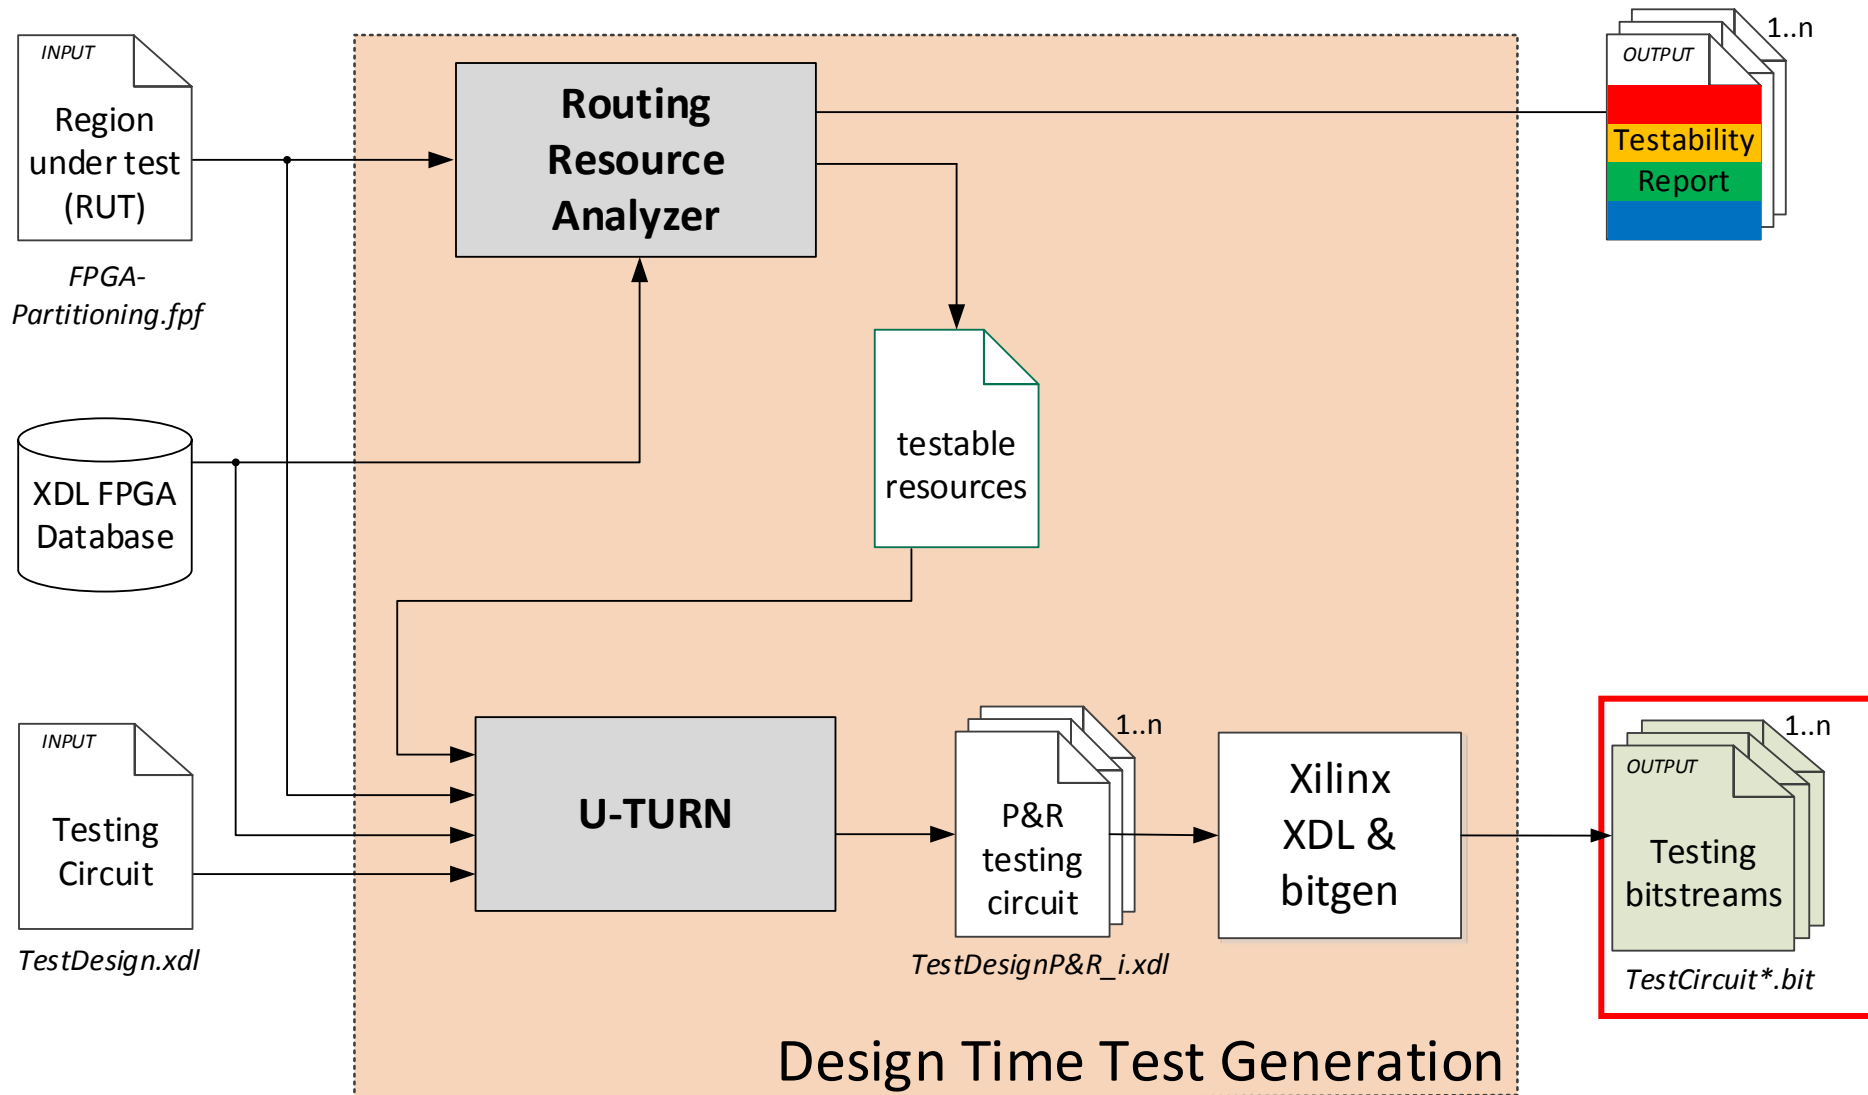 INPUT
Region
under test
(RUT)
FPGA-
Partitioning.fpf
Routing
Resource
Analyzer
1..n
OUTPUT
Testability
Report
XDL FPGA
Database
testable
resources
INPUT
Testing
Circuit
TestDesign.xdl
U-TURN
1..n
P&R
testing
circuit
TestDesignP&R_i.xdl
Xilinx
XDL &
bitgen
1..n
OUTPUT
Testing
bitstreams
TestCircuit*.bit
Design Time Test Generation